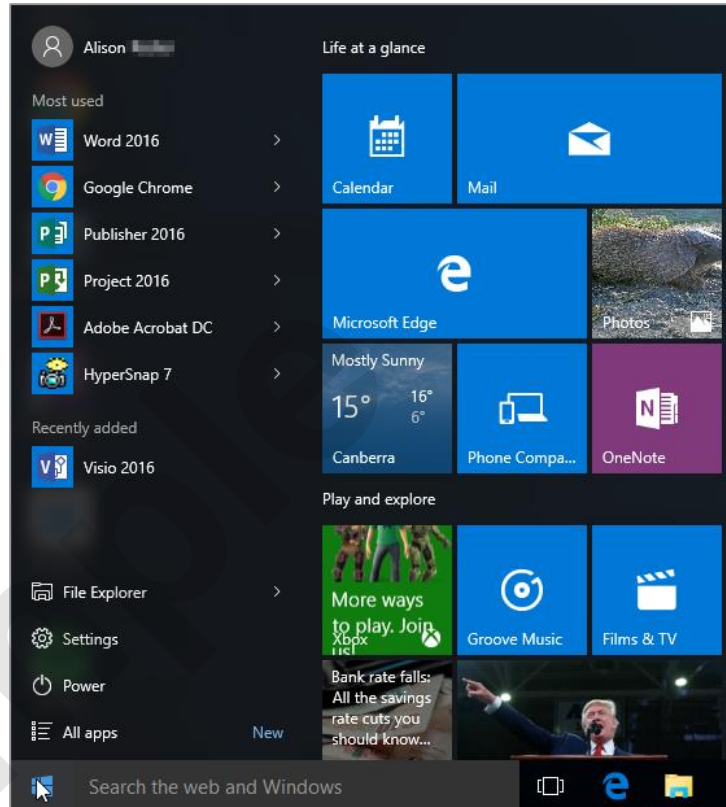 Alison
Most used
Word 2016
Google Chrome
Publisher 2016
Project 2016
Adobe Acrobat DC
HyperSnap 7
Recently added
Visio 2016
File Explorer
Settings
Power
All apps New
Search the web and Windows
Life at a glance
Calendar
Mail
Microsoft Edge
Photos
Mostly Sunny
15° 16°
6°
Canberra
Phone Compa...
OneNote
Play and explore
More ways
to play. Join
us!
Xbox
Groove Music
Films & TV
Bank rate falls:
All the savings
rate cuts you
should know...